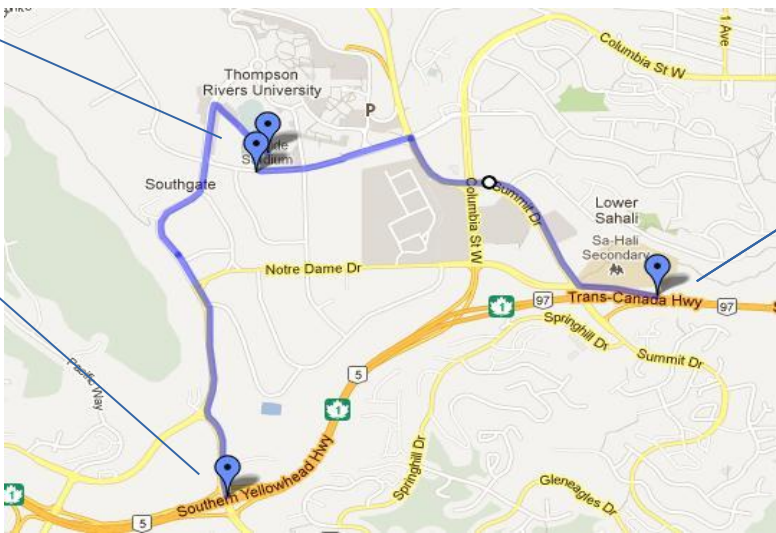 1 Ave
Columbia St W
Thompson
Rivers University
P
Stadium
Southgate
Columbia St W
Summit Dr
Lower
Sahali
Sa-Hali
Secondary
Notre Dame Dr
1
97
Trans-Canada Hwy
97
Springhill Dr
Summit Dr
5
1
Pacific Way
Springhill Dr
Southern Yellowhead Hwy
Gleneagles Dr
1
5